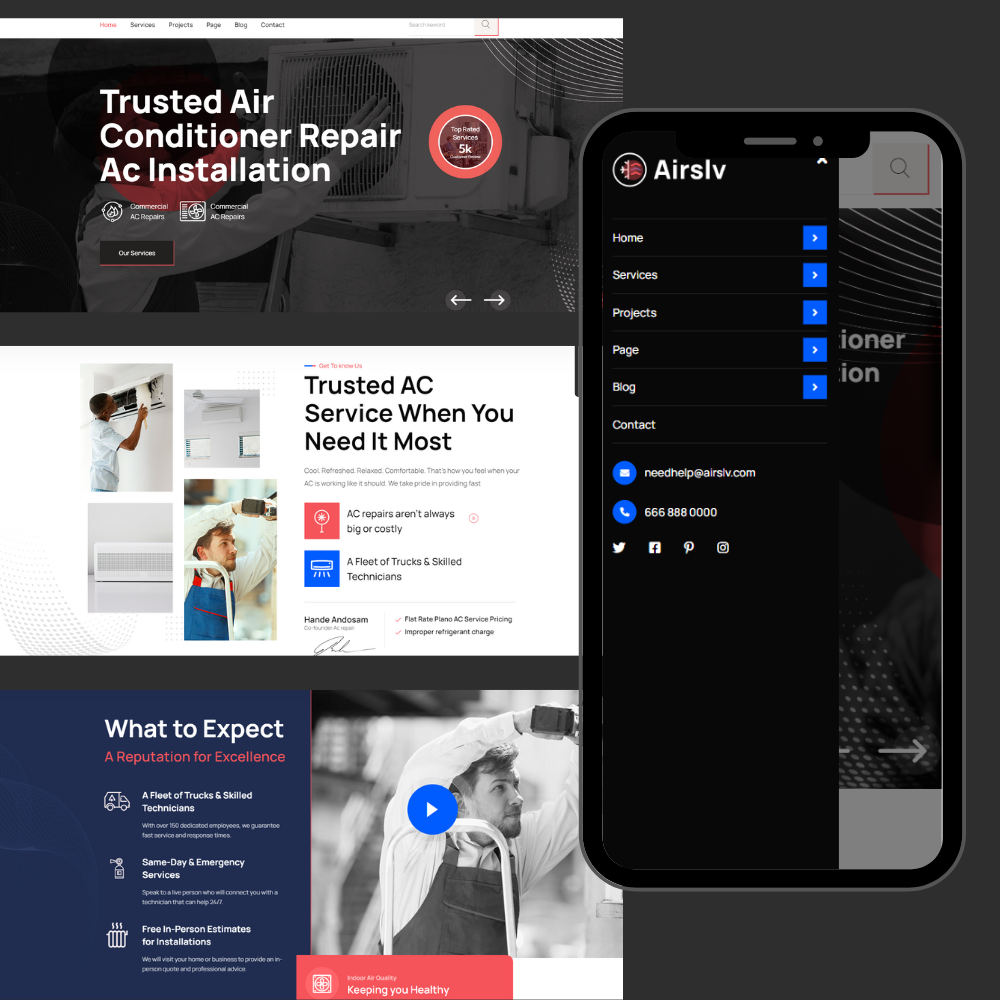 Home Services Projects Page Blog Contact
Search keyword
Trusted Air
Conditioner Repair
Ac Installation
Top Rated
Services
5k
Commercial
AC Repairs
Commercial
AC Repairs
Our Services
Get To know Us
Trusted AC
Service When You
Need It Most
Cool. Refreshed. Relaxed. Comfortable. That's how you feel when your
AC is working like it should. We take pride in providing fast
AC repairs aren't always
big or costly
A Fleet of Trucks & Skilled
Technicians
Hande Andosam
Co-founder Ac repair
Flat Rate Plano AC Service Pricing
Improper refrigerant charge
What to Expect
A Reputation for Excellence
A Fleet of Trucks & Skilled
Technicians
With over 150 dedicated employees, we guarantee
fast service and response times.
Same-Day & Emergency
Services
Speak to a live person who will connect you with a
technician that can help 24/7.
Free In-Person Estimates
for Installations
We will visit your home or business to provide an in-
person quote and professional advice.
Indoor Air Quality
Keeping you Healthy
Airslv
Home
Services
Projects
Page
Blog
Contact
needhelp@airslv.com
666 888 0000
ioner
ion